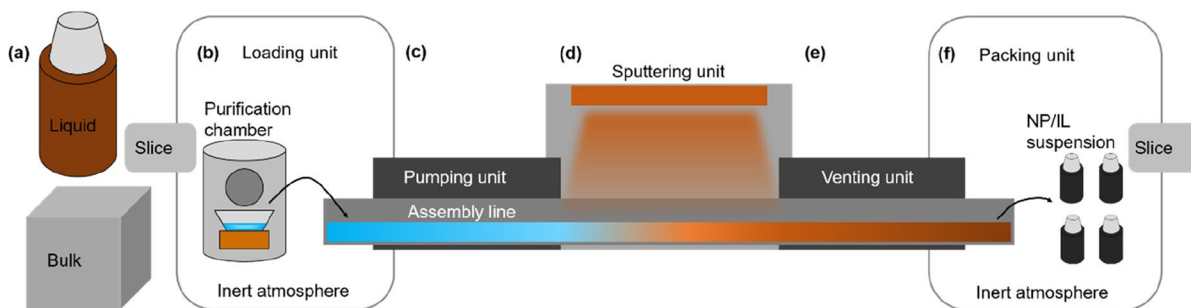 (a)
Liquid
Bulk
Slice
(b)
Loading unit
Purification
chamber
Inert atmosphere
(c)
Pumping unit
Assembly line
(d)
Sputtering unit
(e)
Venting unit
(f)
Packing unit
NP/IL
suspension
Slice
Inert atmosphere